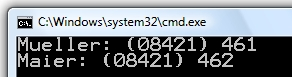 C:\Windows\system32\cmd.exe
Mueller: (08421) 461
Maier: (08421) 462